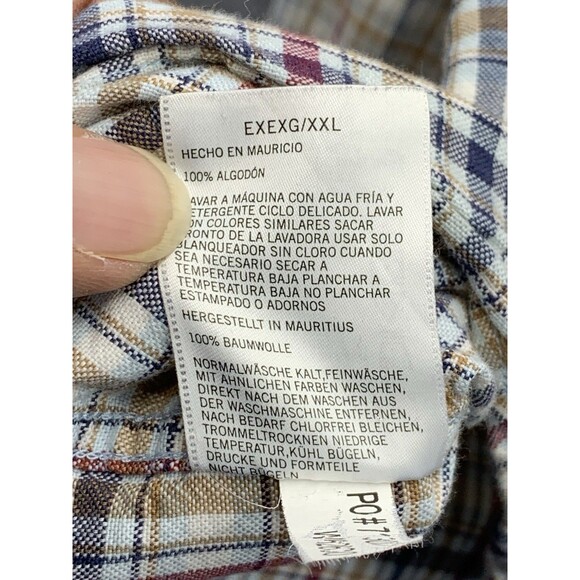 EXEXG/XXL
HECHO EN MAURICIO
100% ALGODÓN
LAVAR A MÁQUINA CON AGUA FRÍA Y
DETERGENTE CICLO DELICADO. LAVAR
CON COLORES SIMILARES SACAR
PRONTO DE LA LAVADORA USAR SOLO
BLANQUEADOR SIN CLORO CUANDO
SEA NECESARIO SECAR A
TEMPERATURA BAJA PLANCHAR A
TEMPERATURA BAJA NO PLANCHAR
ESTAMPADO O ADORNOS
HERGESTELLT IN MAURITIUS
100% BAUMWOLLE
NORMALWÄSCHE KALT,FEINWÄSCHE,
MIT ÄHNLICHEN FARBEN WASCHEN,
DIREKT NACH DEM WASCHEN AUS
DER WASCHMASCHINE ENTFERNEN,
NACH BEDARF CHLORFREI BLEICHEN,
TROMMELTROCKNEN NIEDRIGE
TEMPERATUR,KÜHL BÜGELN,
DRUCKE UND FORMTEILE
NICHT BÜGELN
PO#7